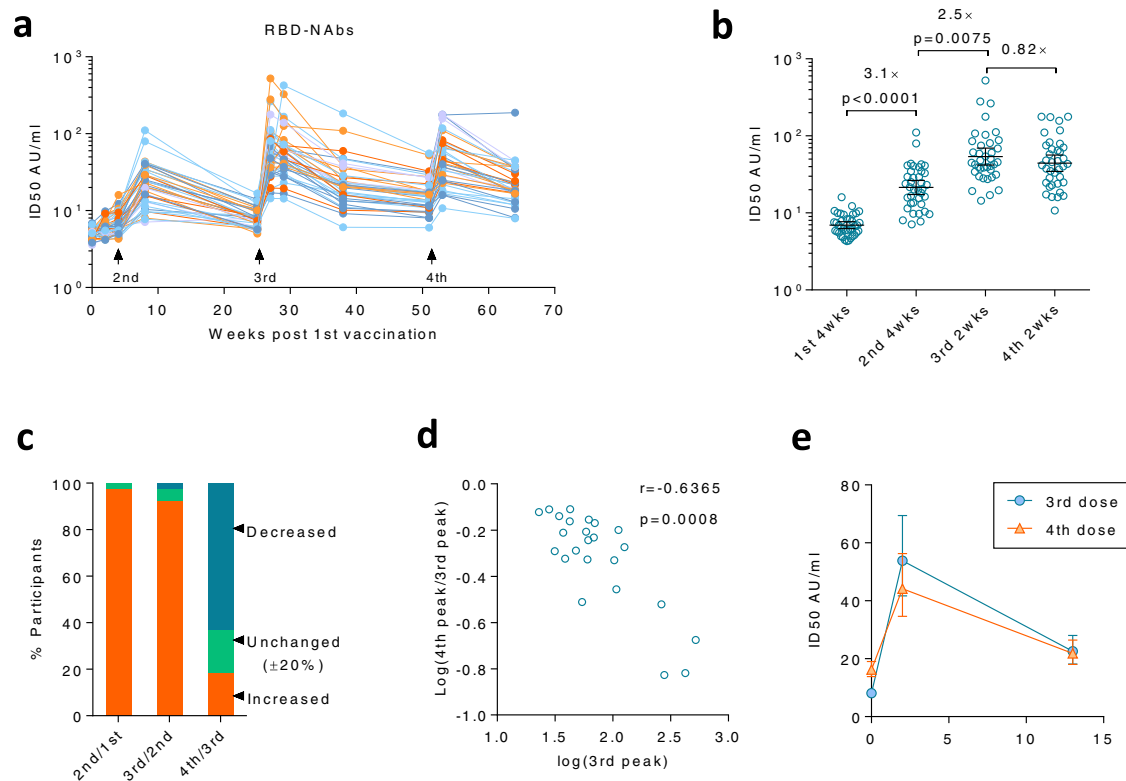 a
RBD-NAbs
ID50 AU/ml
10³
10²
10¹
10⁰
2nd
3rd
4th
0 10 20 30 40 50 60 70
Weeks post 1st vaccination
b
2.5×
p=0.0075
0.82×
3.1×
p<0.0001
ID50 AU/ml
10³
10²
10¹
10⁰
1st 4wks
2nd 4wks
3rd 2wks
4th 2wks
c
% Participants
100
80
60
40
20
0
Decreased
Unchanged
(±20%)
Increased
2nd/1st
3rd/2nd
4th/3rd
d
r=-0.6365
p=0.0008
Log(4th peak/3rd peak)
0.0
-0.2
-0.4
-0.6
-0.8
-1.0
1.0 1.5 2.0 2.5 3.0
log(3rd peak)
e
3rd dose
4th dose
ID50 AU/ml
80
60
40
20
0
0 5 10 15